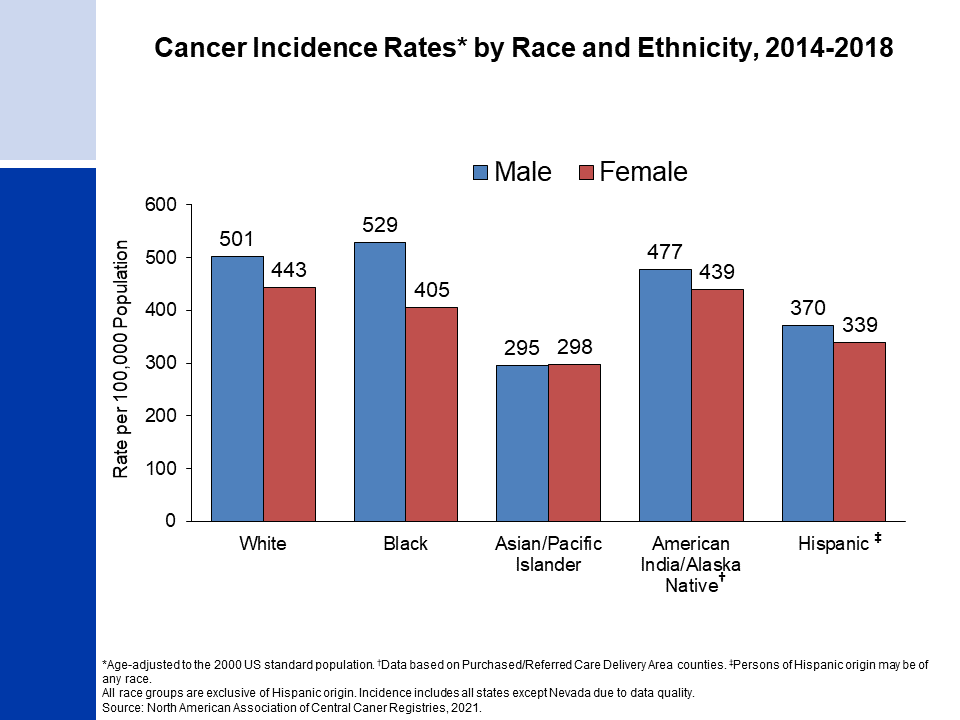 Cancer Incidence Rates* by Race and Ethnicity, 2014-2018
Male Female
Rate per 100,000 Population
600
500
400
300
200
100
0
501
443
529
405
295
298
477
439
370
339
White
Black
Asian/Pacific
Islander
American
India/Alaska
Native†
Hispanic ‡
*Age-adjusted to the 2000 US standard population. †Data based on Purchased/Referred Care Delivery Area counties. ‡Persons of Hispanic origin may be of
any race.
All race groups are exclusive of Hispanic origin. Incidence includes all states except Nevada due to data quality.
Source: North American Association of Central Caner Registries, 2021.